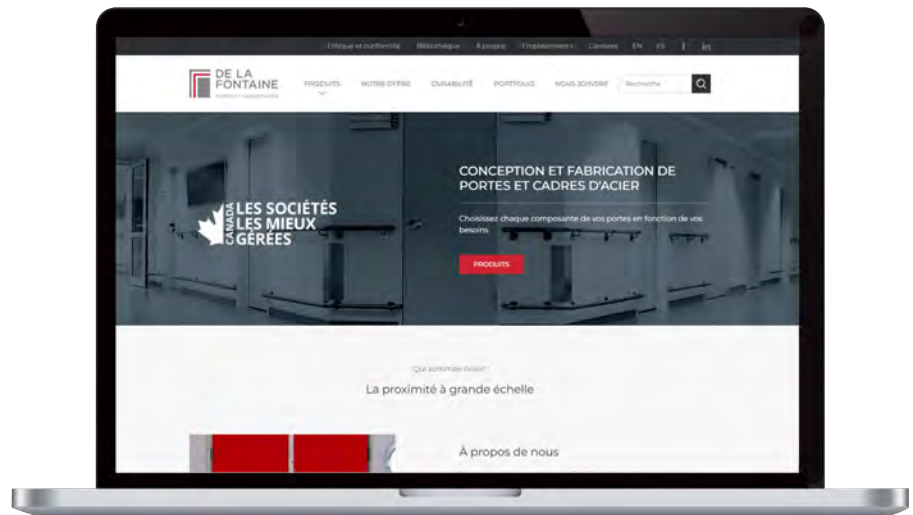 Éthique et conformité Bibliothèque À propos Emplacements Carrières EN ES f in
DE LA
FONTAINE
PRODUITS NOTRE OFFRE DURABILITÉ PORTFOLIO NOUS JOINDRE Recherche
CANADA
LES SOCIÉTÉS
LES MIEUX
GÉRÉES
CONCEPTION ET FABRICATION DE
PORTES ET CADRES D'ACIER
Choisissez chaque composante de vos portes en fonction de vos
besoins
PRODUITS
Qui sommes-nous?
La proximité à grande échelle
À propos de nous